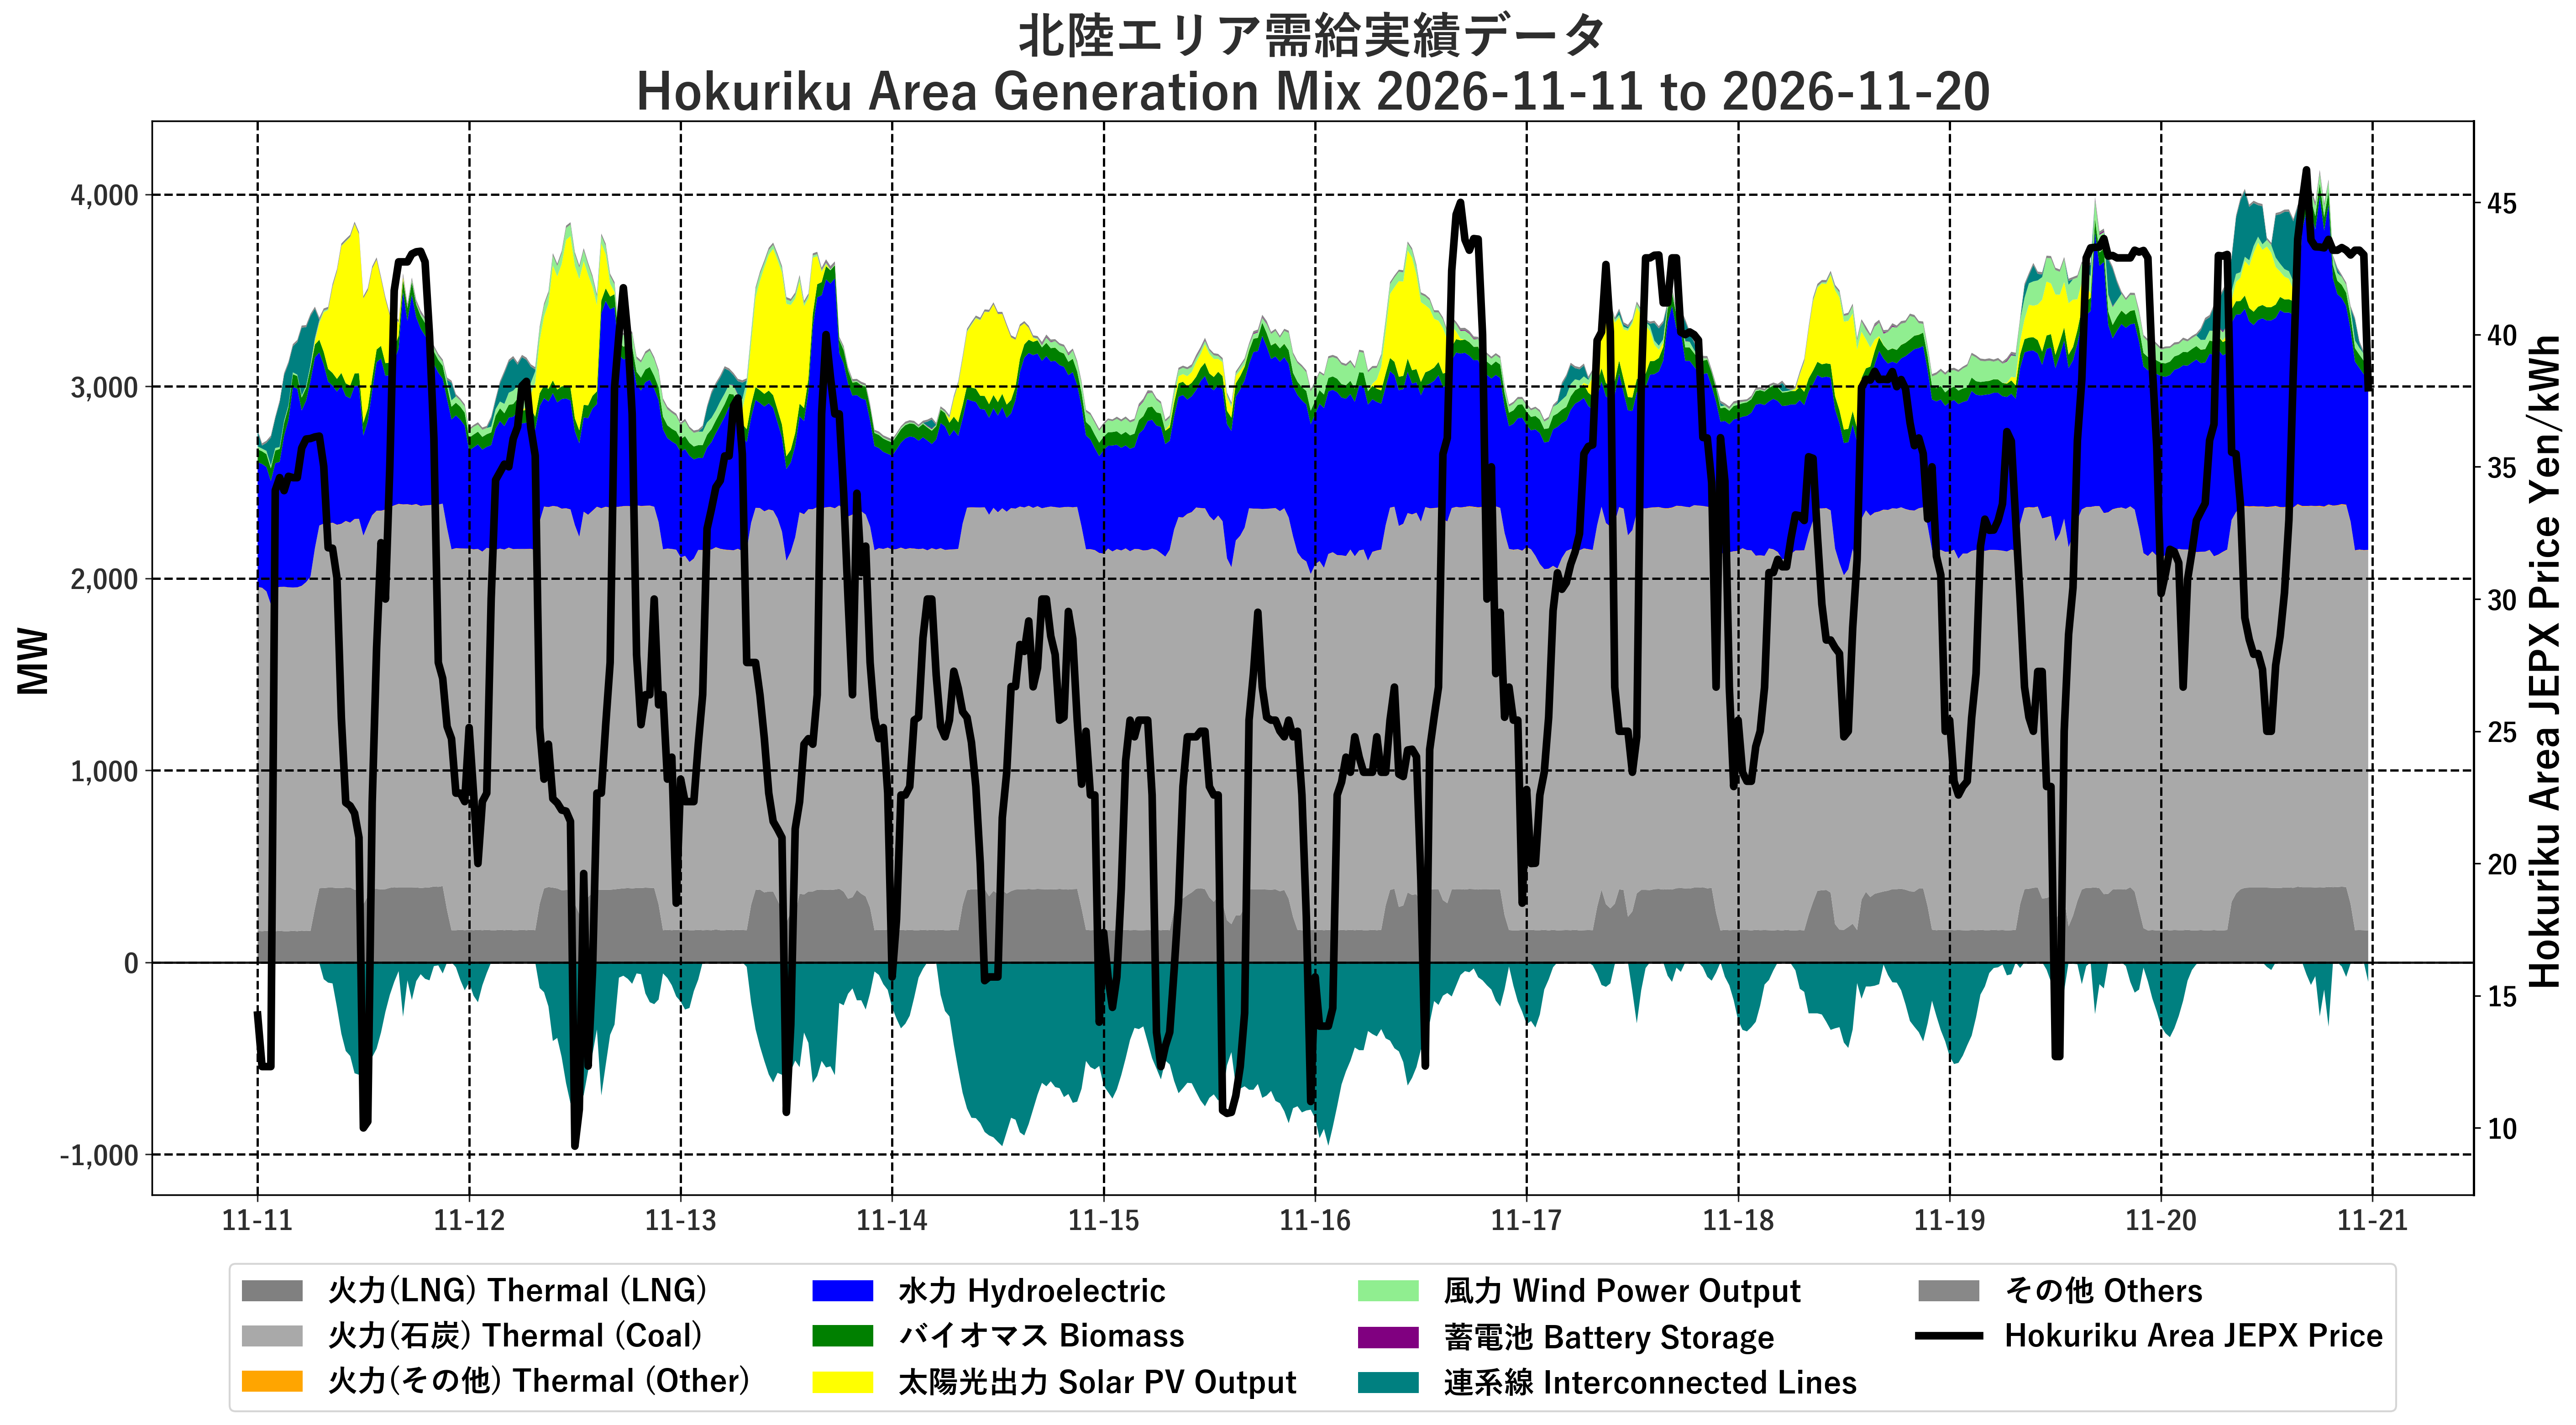 北陸エリア需給実績データ
Hokuriku Area Generation Mix 2026-11-11 to 2026-11-20
MW
4,000
3,000
2,000
1,000
0
-1,000
45
40
35
30
25
20
15
10
Hokuriku Area JEPX Price Yen/kWh
11-11
11-12
11-13
11-14
11-15
11-16
11-17
11-18
11-19
11-20
11-21
火力(LNG) Thermal (LNG)
火力(石炭) Thermal (Coal)
火力(その他) Thermal (Other)
水力 Hydroelectric
バイオマス Biomass
太陽光出力 Solar PV Output
風力 Wind Power Output
蓄電池 Battery Storage
連系線 Interconnected Lines
その他 Others
Hokuriku Area JEPX Price